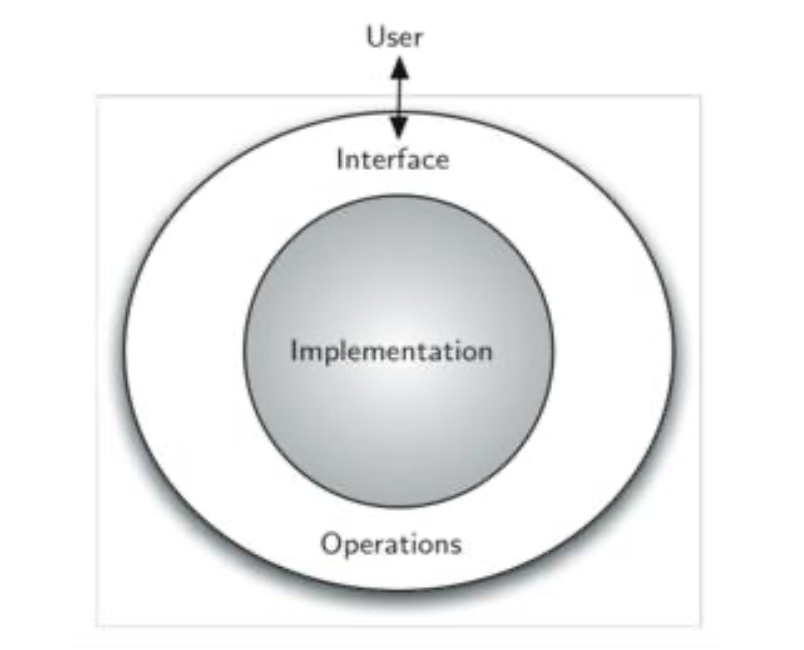 User
Interface
Implementation
Operations